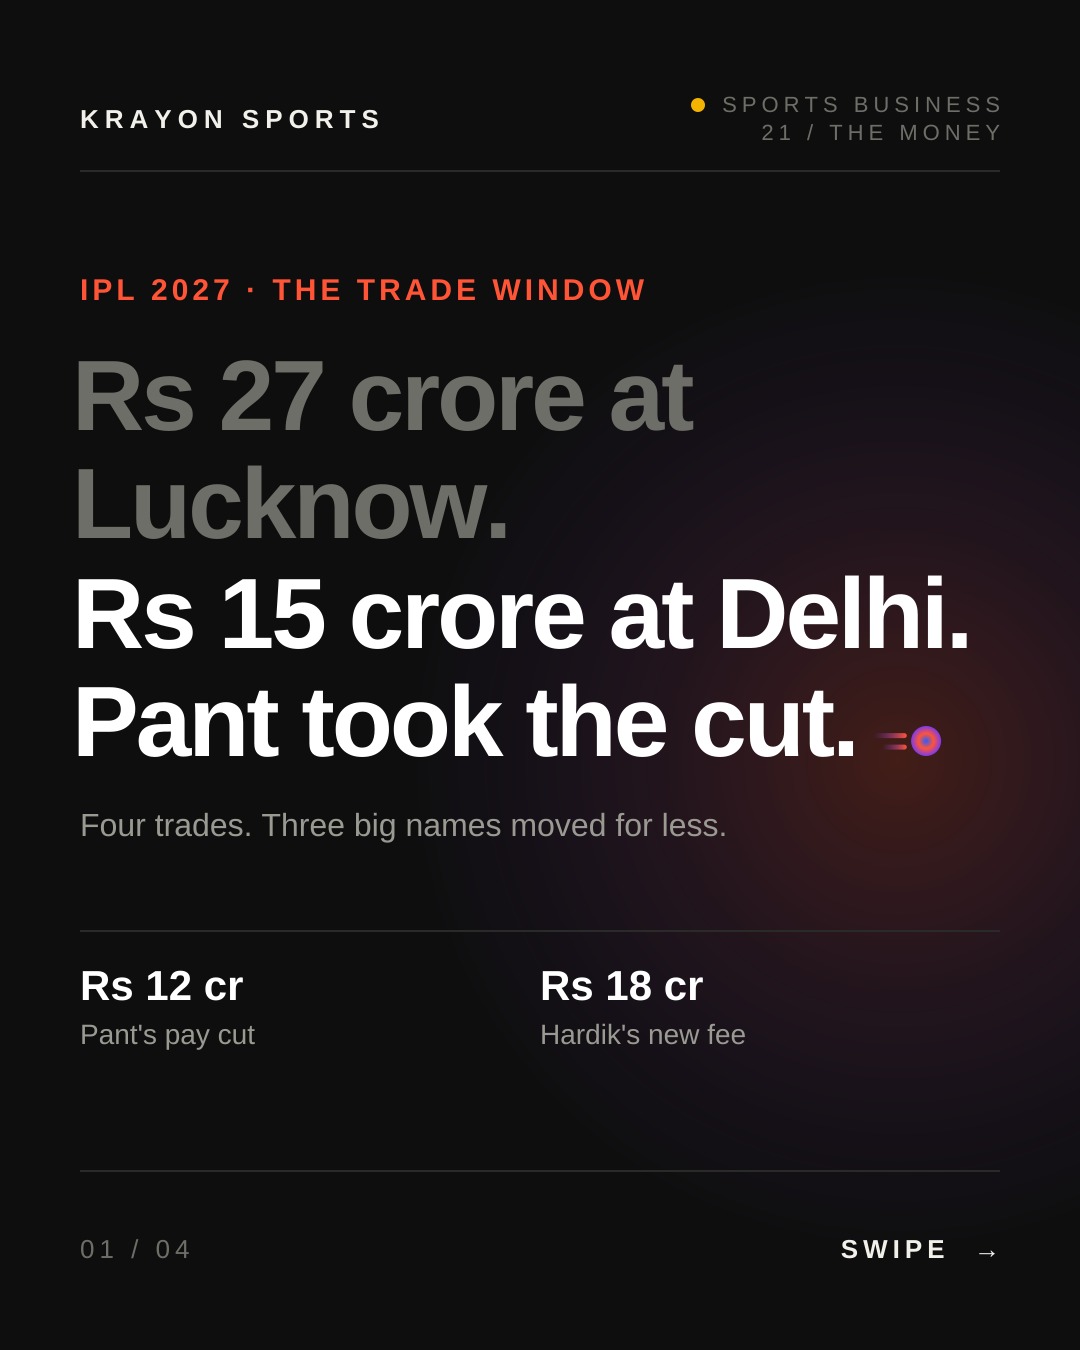 KRAYON SPORTS
SPORTS BUSINESS
21 / THE MONEY
IPL 2027 · THE TRADE WINDOW
Rs 27 crore at
Lucknow.
Rs 15 crore at Delhi.
Pant took the cut.
Four trades. Three big names moved for less.
Rs 12 cr
Pant's pay cut
Rs 18 cr
Hardik's new fee
01 / 04
SWIPE →